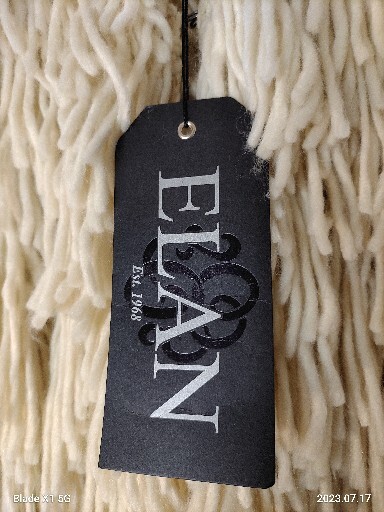 ELAN
Est. 1968
Blade X1 5G
2023.07.17